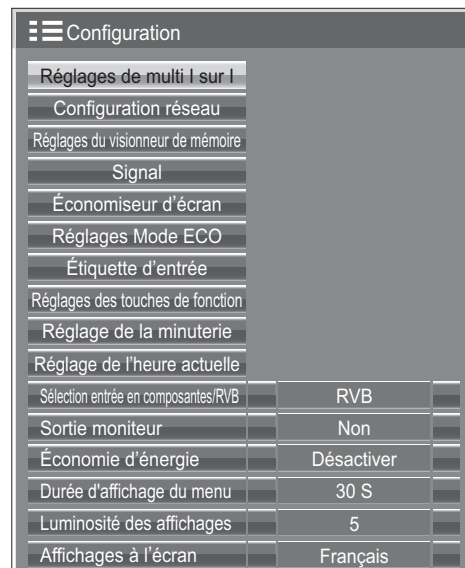 Configuration
Réglages de multi I sur I
Configuration réseau
Réglages du visionneur de mémoire
Signal
Économiseur d’écran
Réglages Mode ECO
Étiquette d’entrée
Réglages des touches de fonction
Réglage de la minuterie
Réglage de l’heure actuelle
Sélection entrée en composantes/RVB RVB
Sortie moniteur Non
Économie d’énergie Désactiver
Durée d'affichage du menu 30 S
Luminosité des affichages 5
Affichages à l’écran Français